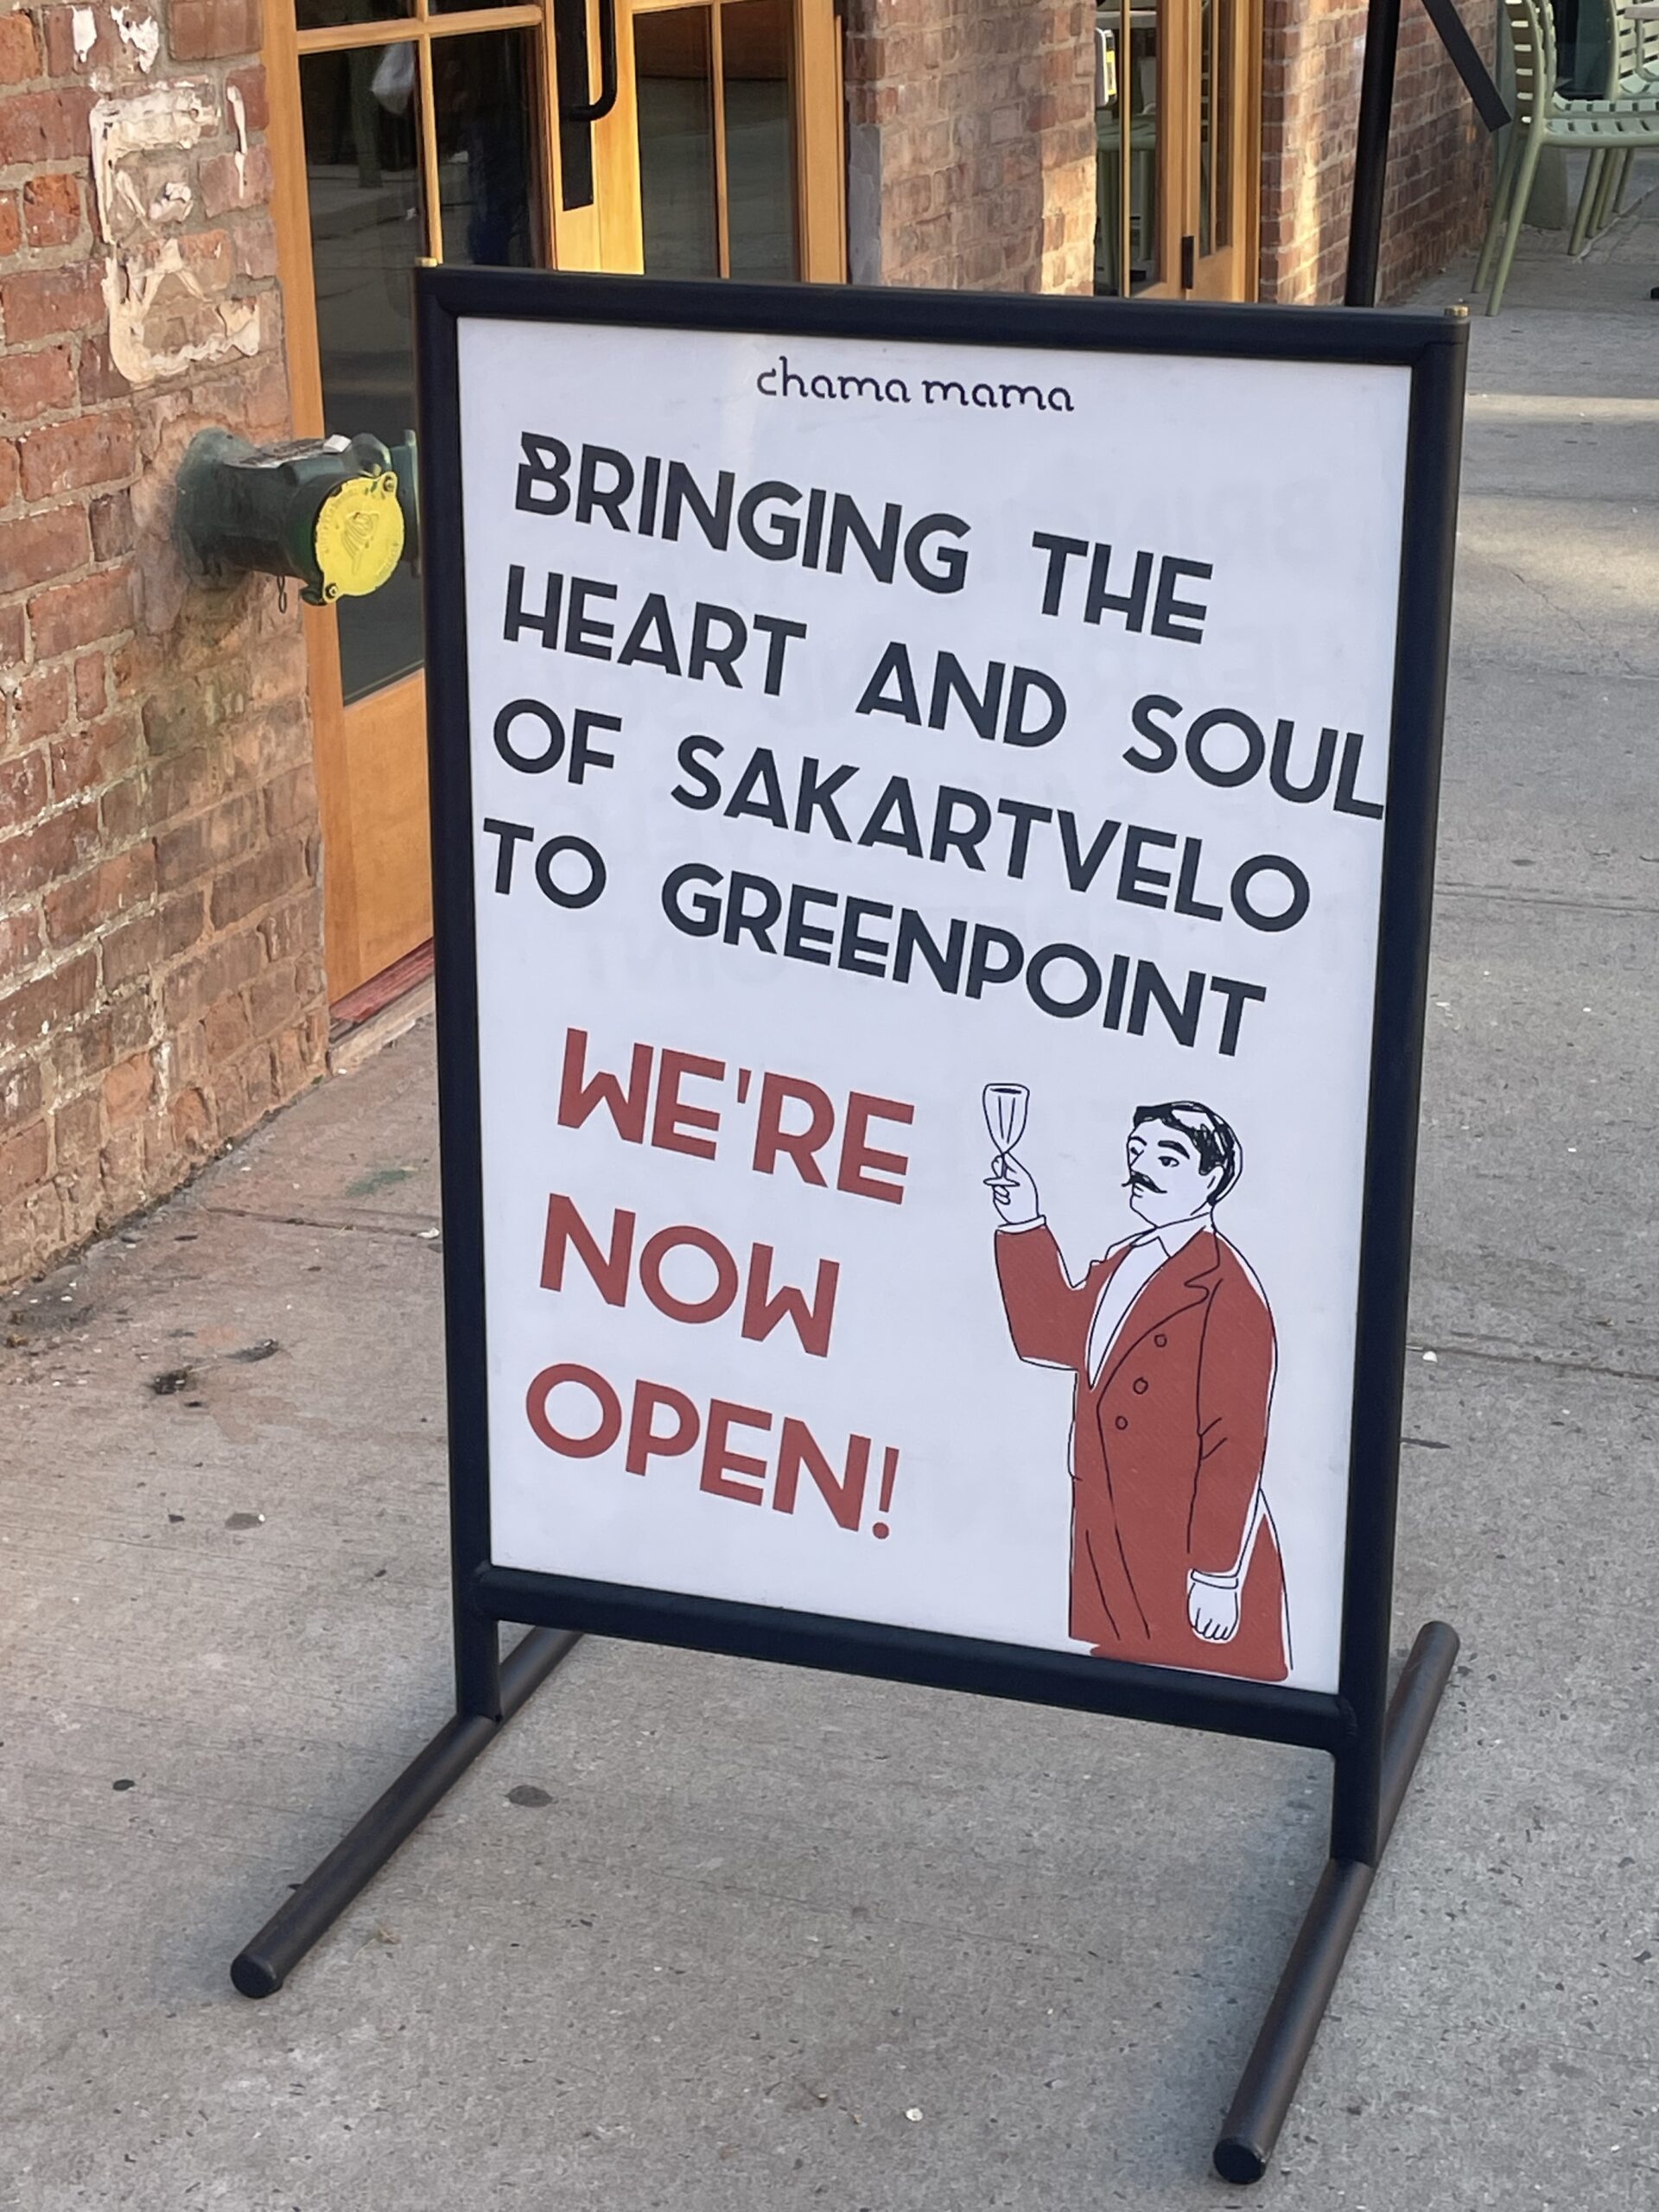 chama mama
BRINGING THE
HEART AND SOUL
OF SAKARTVELO
TO GREENPOINT
WE'RE
NOW
OPEN!